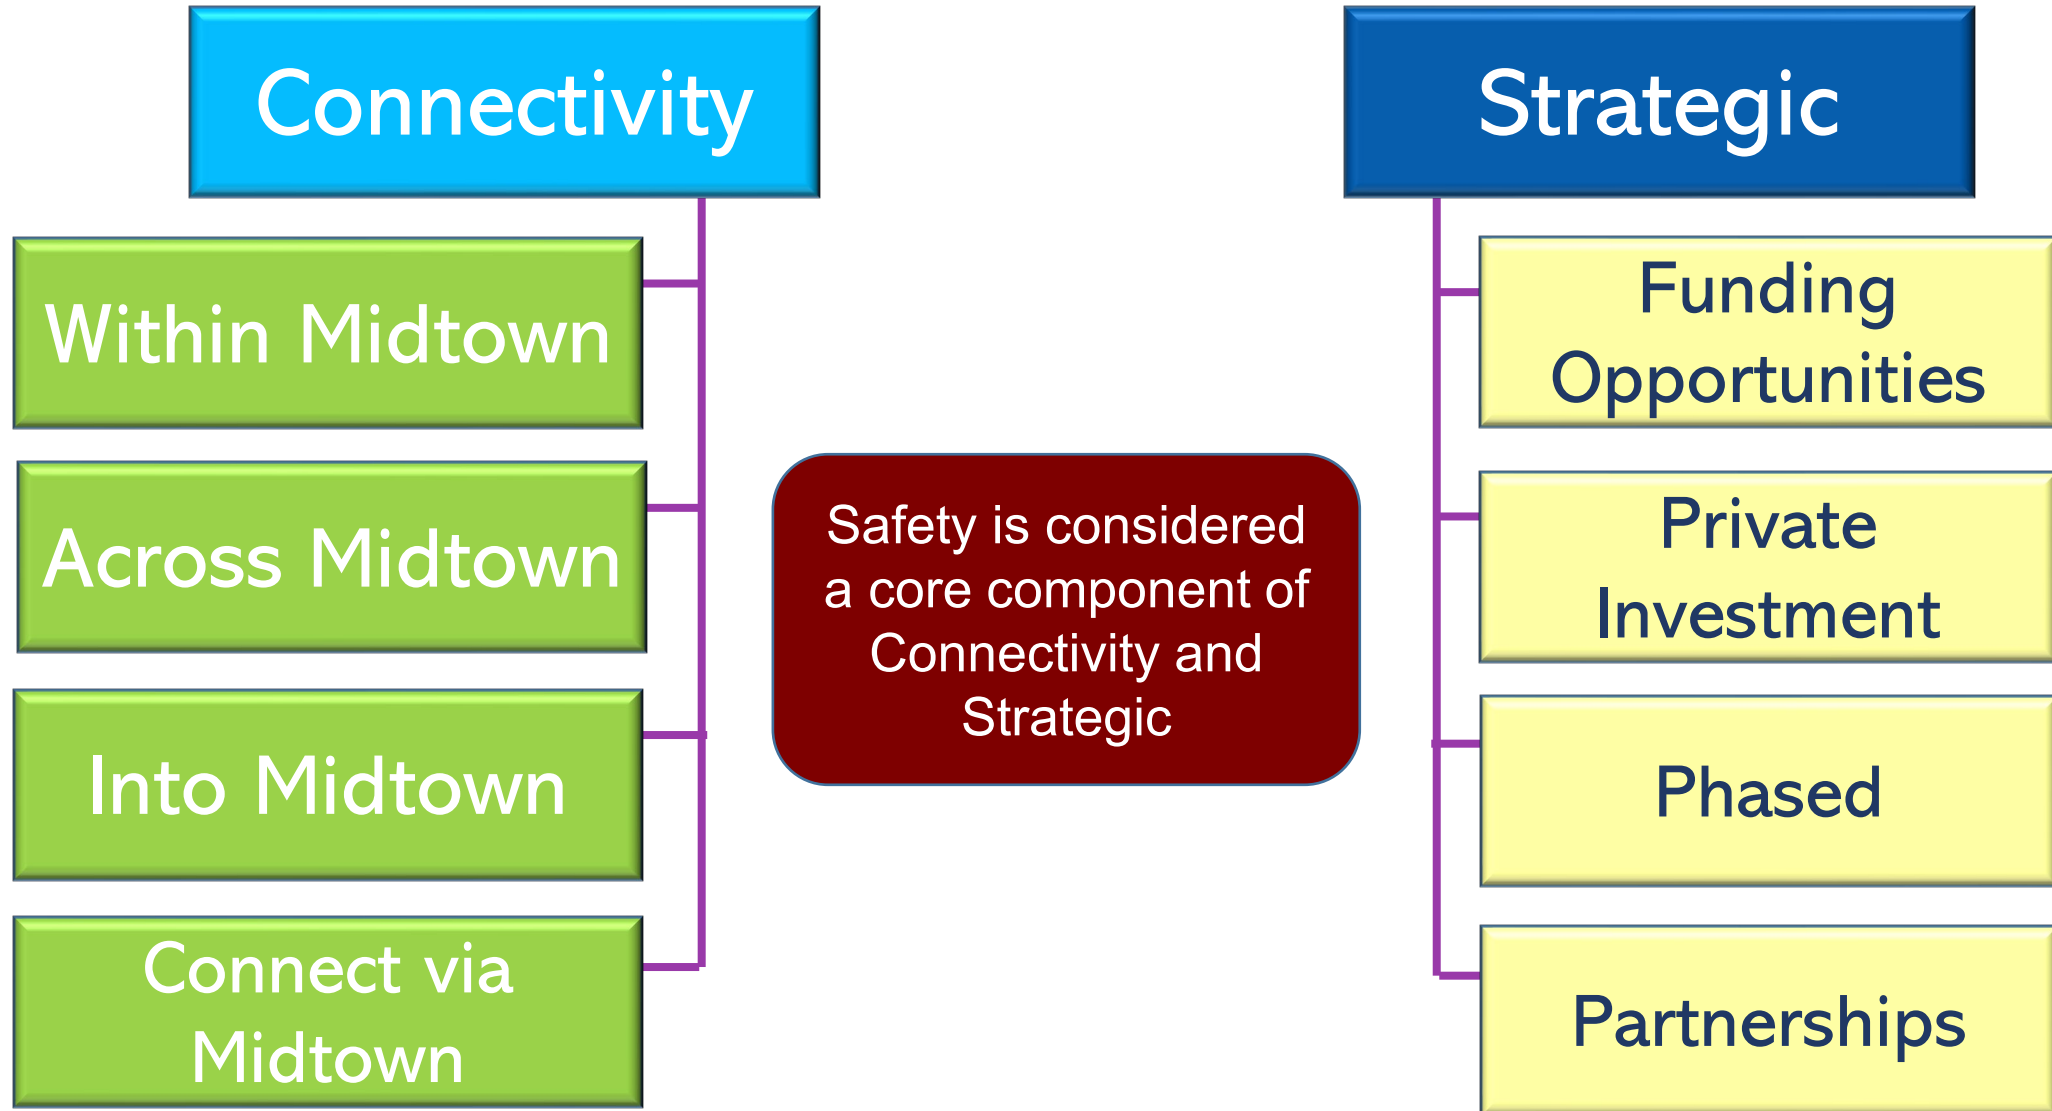 Connectivity
Within Midtown
Across Midtown
Into Midtown
Connect via
Midtown
Safety is considered
a core component of
Connectivity and
Strategic
Strategic
Funding
Opportunities
Private
Investment
Phased
Partnerships